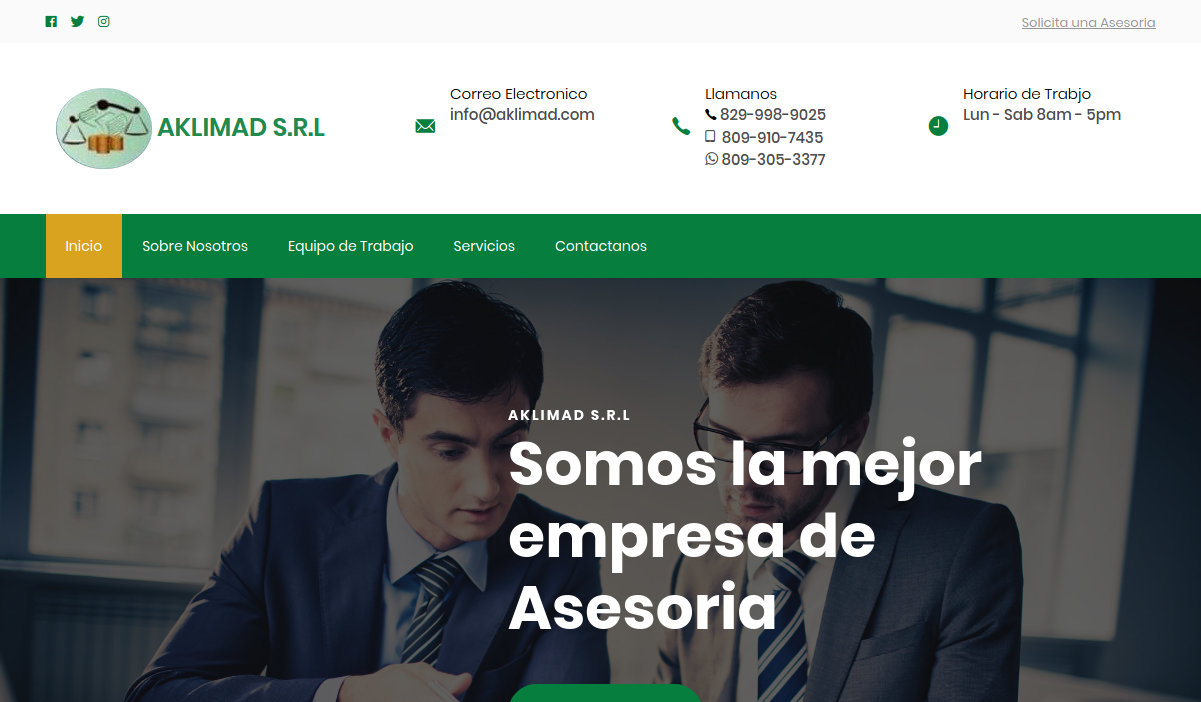 Solicita una Asesoria
AKLIMAD S.R.L
Correo Electronico
info@aklimad.com
Llamanos
829-998-9025
809-910-7435
809-305-3377
Horario de Trabjo
Lun - Sab 8am - 5pm
Inicio
Sobre Nosotros
Equipo de Trabajo
Servicios
Contactanos
AKLIMAD S.R.L
Somos la mejor
empresa de
Asesoria